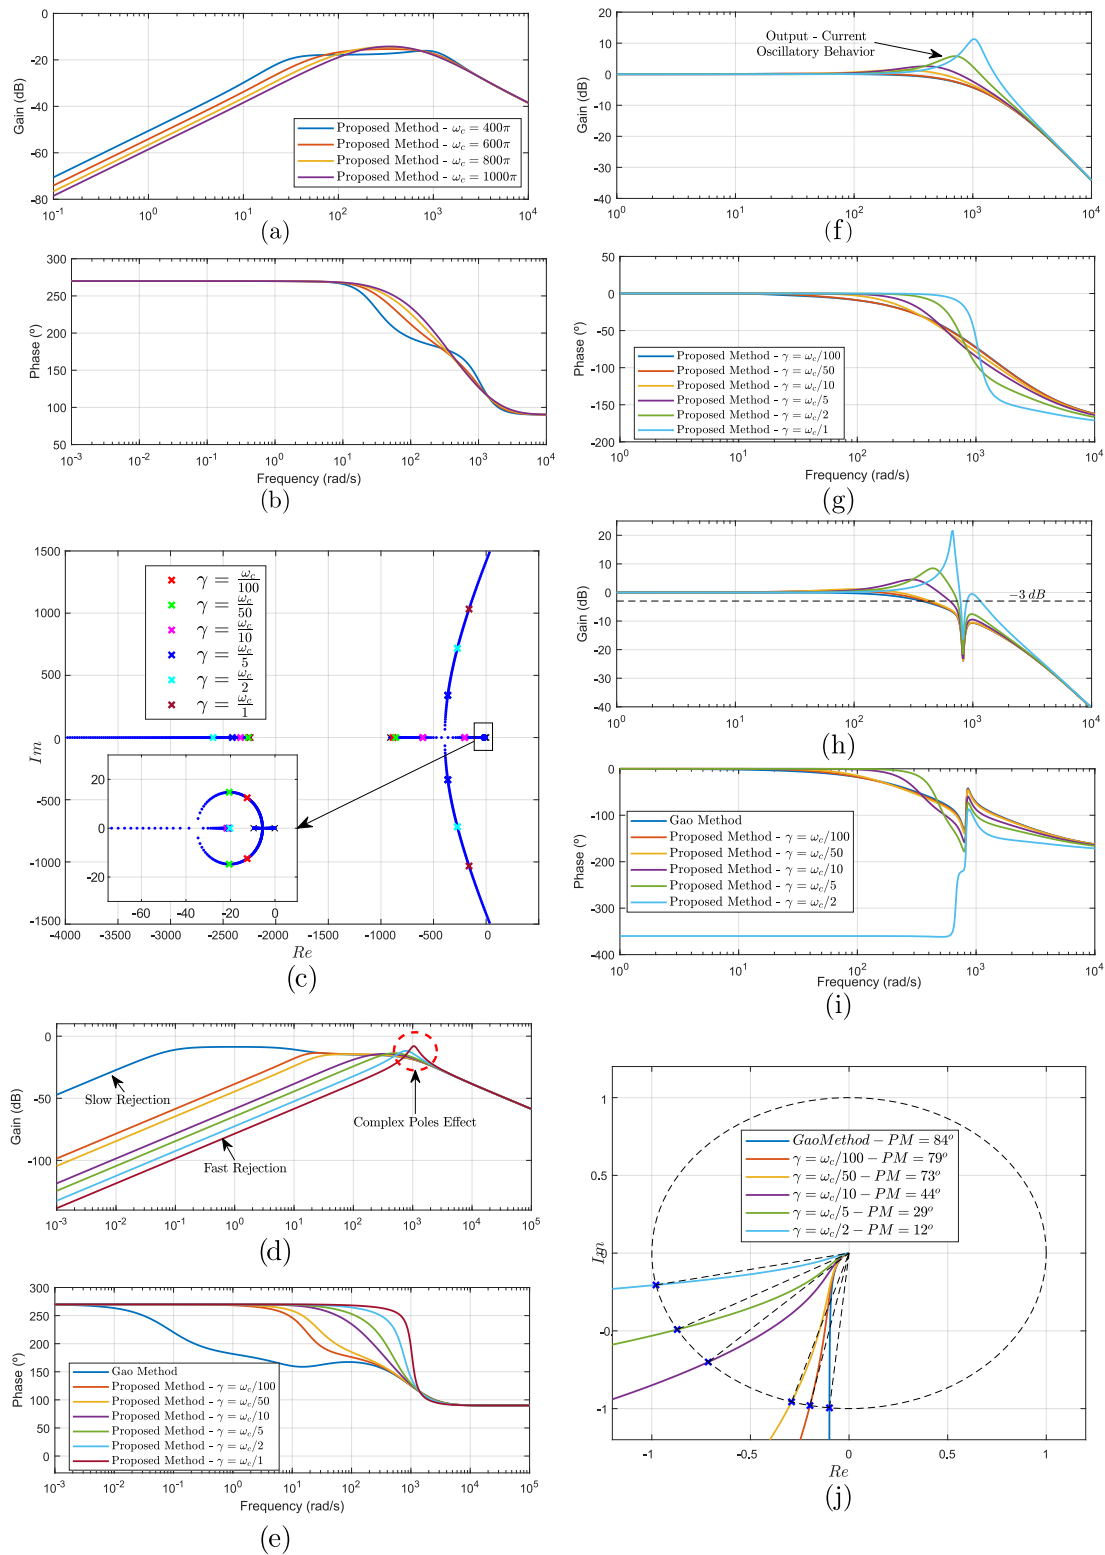 0
-20
-40
-60
-80
Gain (dB)
Proposed Method - ω_c = 400π
Proposed Method - ω_c = 600π
Proposed Method - ω_c = 800π
Proposed Method - ω_c = 1000π
10^-1 10^0 10^1 10^2 10^3 10^4
(a)
300
250
200
150
100
50
Phase (º)
10^-3 10^-2 10^-1 10^0 10^1 10^2 10^3 10^4
Frequency (rad/s)
(b)
1500
1000
500
0
-500
-1000
-1500
Im
γ = ω_c/100
γ = ω_c/50
γ = ω_c/10
γ = ω_c/5
γ = ω_c/2
γ = ω_c/1
20
0
-20
-60 -40 -20 0
-4000 -3500 -3000 -2500 -2000 -1500 -1000 -500 0
Re
(c)
0
-50
-100
Gain (dB)
Slow Rejection
Fast Rejection
Complex Poles Effect
10^-3 10^-2 10^-1 10^0 10^1 10^2 10^3 10^4 10^5
(d)
300
250
200
150
100
50
0
Phase (º)
Gao Method
Proposed Method - γ = ω_c/100
Proposed Method - γ = ω_c/50
Proposed Method - γ = ω_c/10
Proposed Method - γ = ω_c/5
Proposed Method - γ = ω_c/2
Proposed Method - γ = ω_c/1
10^-3 10^-2 10^-1 10^0 10^1 10^2 10^3 10^4 10^5
Frequency (rad/s)
(e)
20
10
0
-10
-20
-30
-40
Gain (dB)
Output - Current
Oscillatory Behavior
10^0 10^1 10^2 10^3 10^4
(f)
50
0
-50
-100
-150
-200
Phase (º)
Proposed Method - γ = ω_c/100
Proposed Method - γ = ω_c/50
Proposed Method - γ = ω_c/10
Proposed Method - γ = ω_c/5
Proposed Method - γ = ω_c/2
Proposed Method - γ = ω_c/1
10^0 10^1 10^2 10^3 10^4
Frequency (rad/s)
(g)
20
10
0
-10
-20
-30
-40
Gain (dB)
-3 dB
10^0 10^1 10^2 10^3 10^4
(h)
0
-100
-200
-300
-400
Phase (º)
Gao Method
Proposed Method - γ = ω_c/100
Proposed Method - γ = ω_c/50
Proposed Method - γ = ω_c/10
Proposed Method - γ = ω_c/5
Proposed Method - γ = ω_c/2
10^0 10^1 10^2 10^3 10^4
Frequency (rad/s)
(i)
1
0.5
-1
Im
GaoMethod - PM = 84º
γ = ω_c/100 - PM = 79º
γ = ω_c/50 - PM = 73º
γ = ω_c/10 - PM = 44º
γ = ω_c/5 - PM = 29º
γ = ω_c/2 - PM = 12º
-1 -0.5 0 0.5 1
Re
(j)